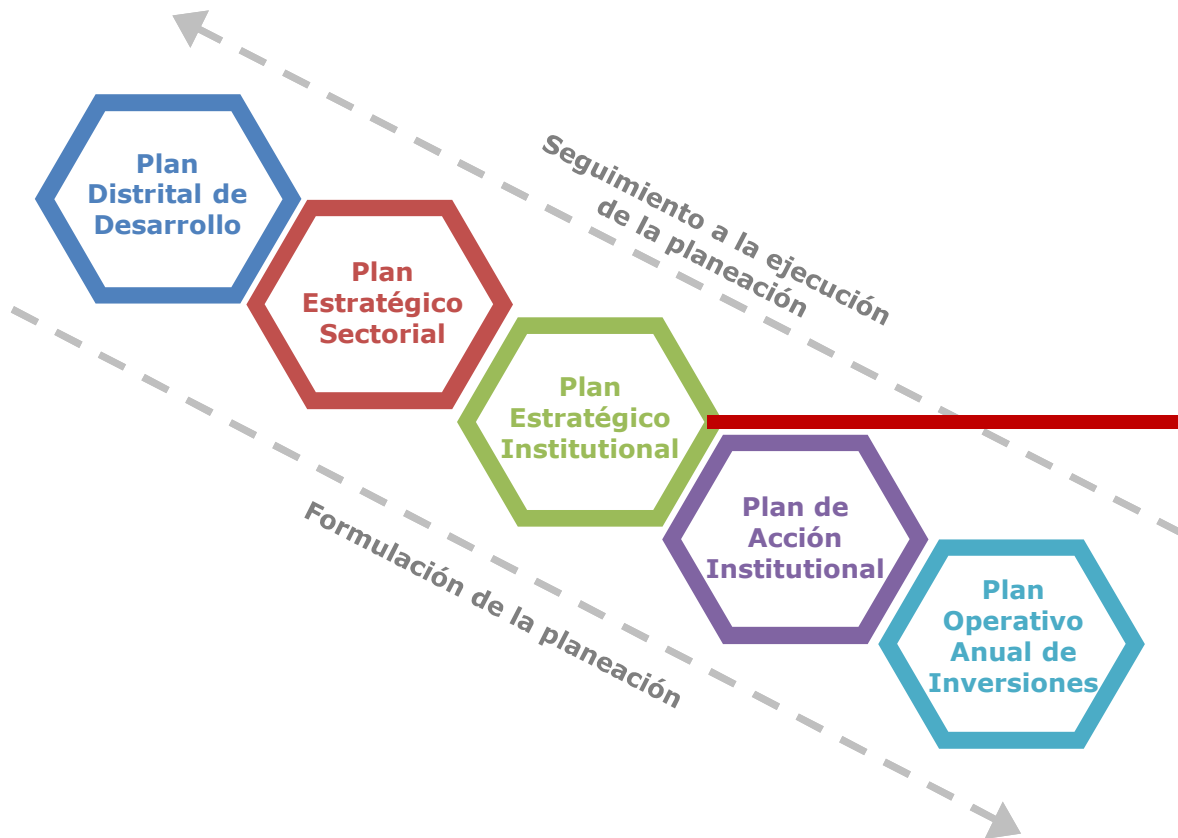 Plan
Distrital de
Desarrollo
Seguimiento a la ejecución
de la planeación
Plan
Estratégico
Sectorial
Plan
Estratégico
Institutional
Formulación de la planeación
Plan de
Acción
Institutional
Plan
Operativo
Anual de
Inversiones